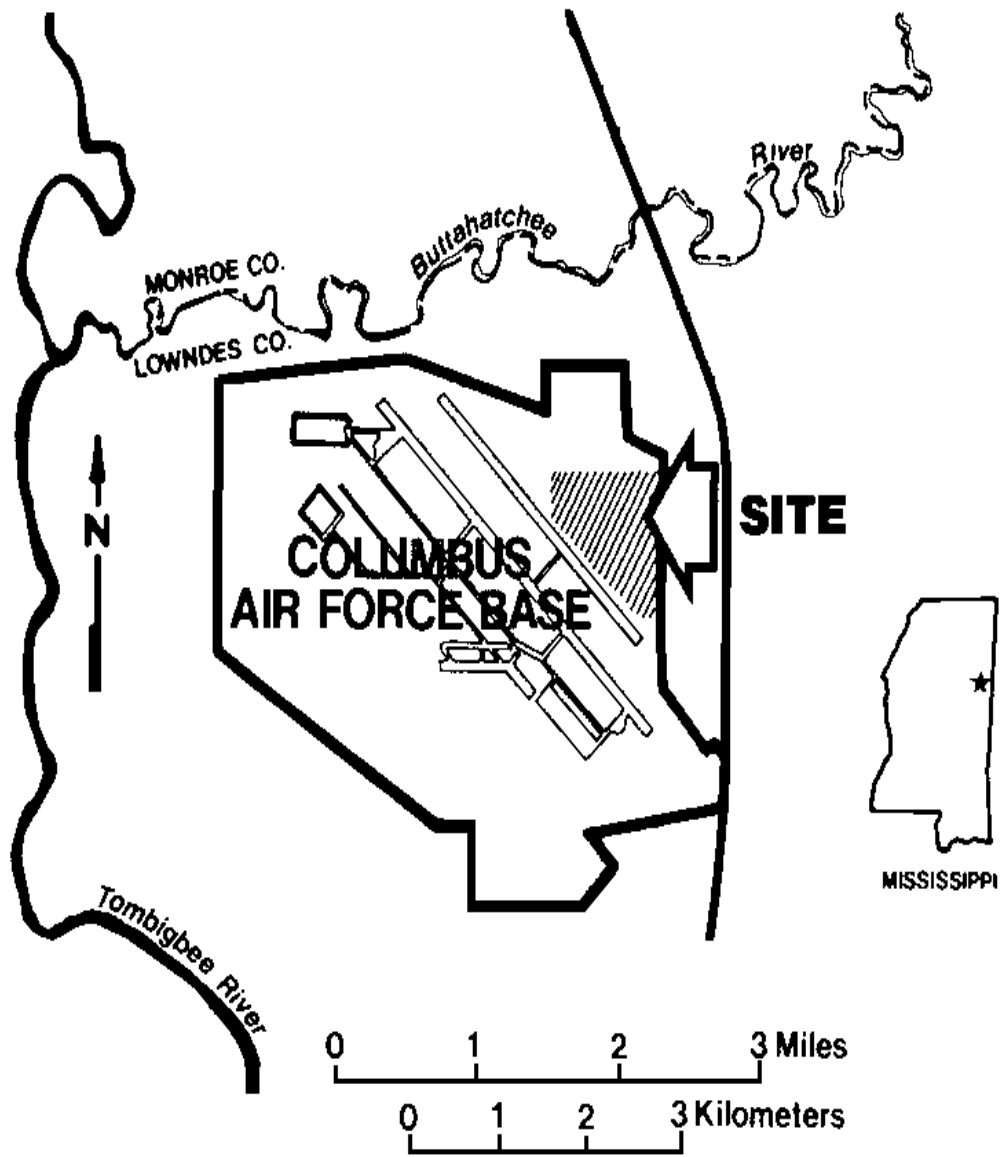 River
Buttahatchee
MONROE CO.
LOWNDES CO.
N
SITE
COLUMBUS
AIR FORCE BASE
MISSISSIPPI
Tombigbee River
0 1 2 3 Miles
0 1 2 3 Kilometers